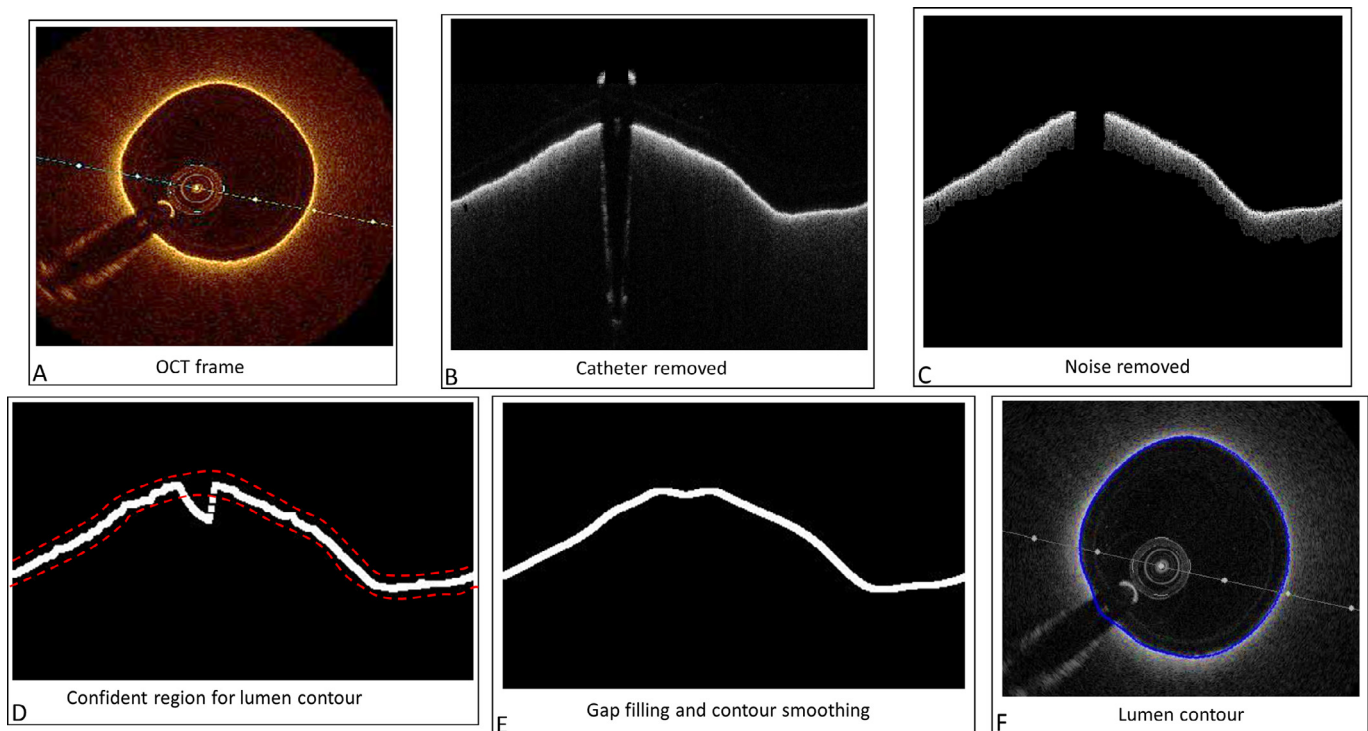 A
OCT frame
B
Catheter removed
C
Noise removed
D
Confident region for lumen contour
E
Gap filling and contour smoothing
F
Lumen contour